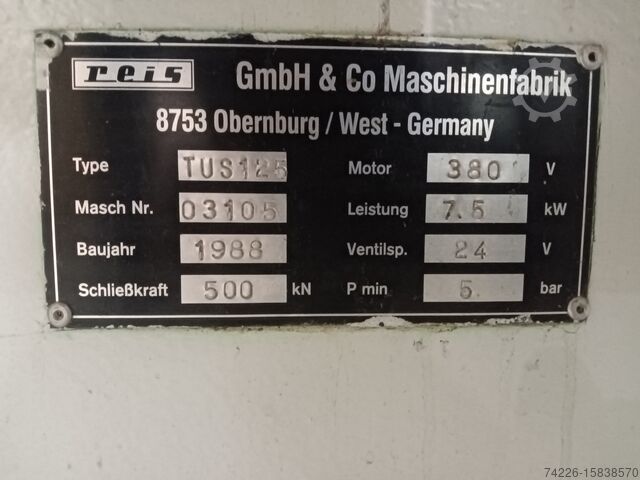 reis GmbH & Co Maschinenfabrik
8753 Obernburg / West - Germany
Type TUS125 Motor 380 V
Masch Nr. 03105 Leistung 7.5 kW
Baujahr 1988 Ventilsp. 24 V
Schließkraft 500 kN P min 5. bar
74226-15838570